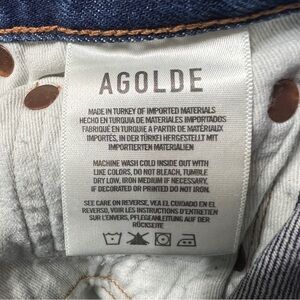 AGOLDE
MADE IN TURKEY OF IMPORTED MATERIALS
HECHO EN TURQUIA DE MATERIALES IMPORTADOS
FABRIQUÉ EN TURQUIE A PARTIR DE MATÉRIAUX
IMPORTÉS, IN DER TÜRKEI HERGESTELLT MIT
IMPORTIERTEN MATERIALIEN
MACHINE WASH COLD INSIDE OUT WITH
LIKE COLORS, DO NOT BLEACH, TUMBLE
DRY LOW, IRON MEDIUM IF NECESSARY,
IF DECORATED OR PRINTED DO NOT IRON.
SEE CARE ON REVERSE, VEA EL CUIDADO EN EL
REVERSO, VOIR LES INSTRUCTIONS D'ENTRETIEN
SUR L'ENVERS, PFLEGEANLEITUNG AUF DER
RÜCKSEITE